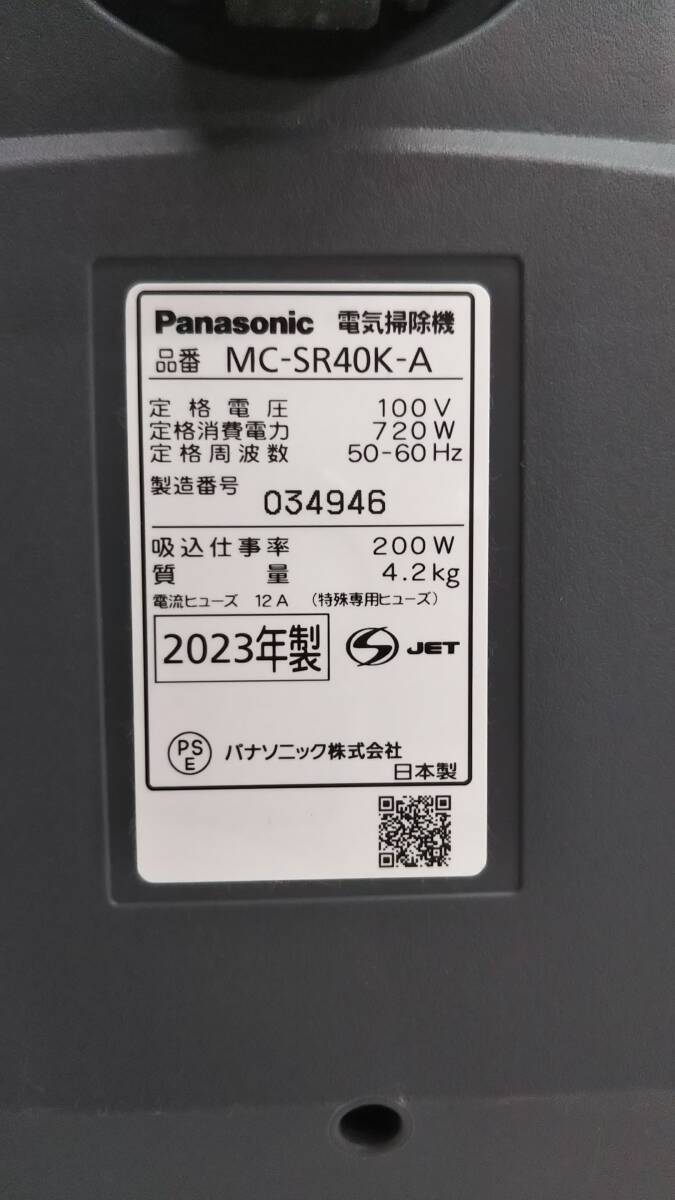 Panasonic 電気掃除機
品番 MC-SR40K-A
定格電圧 100V
定格消費電力 720W
定格周波数 50-60Hz
製造番号 034946
吸込仕事率 200W
質量 4.2kg
電流ヒューズ 12A (特殊専用ヒューズ)
2023年製 S JET
PSE パナソニック株式会社
日本製